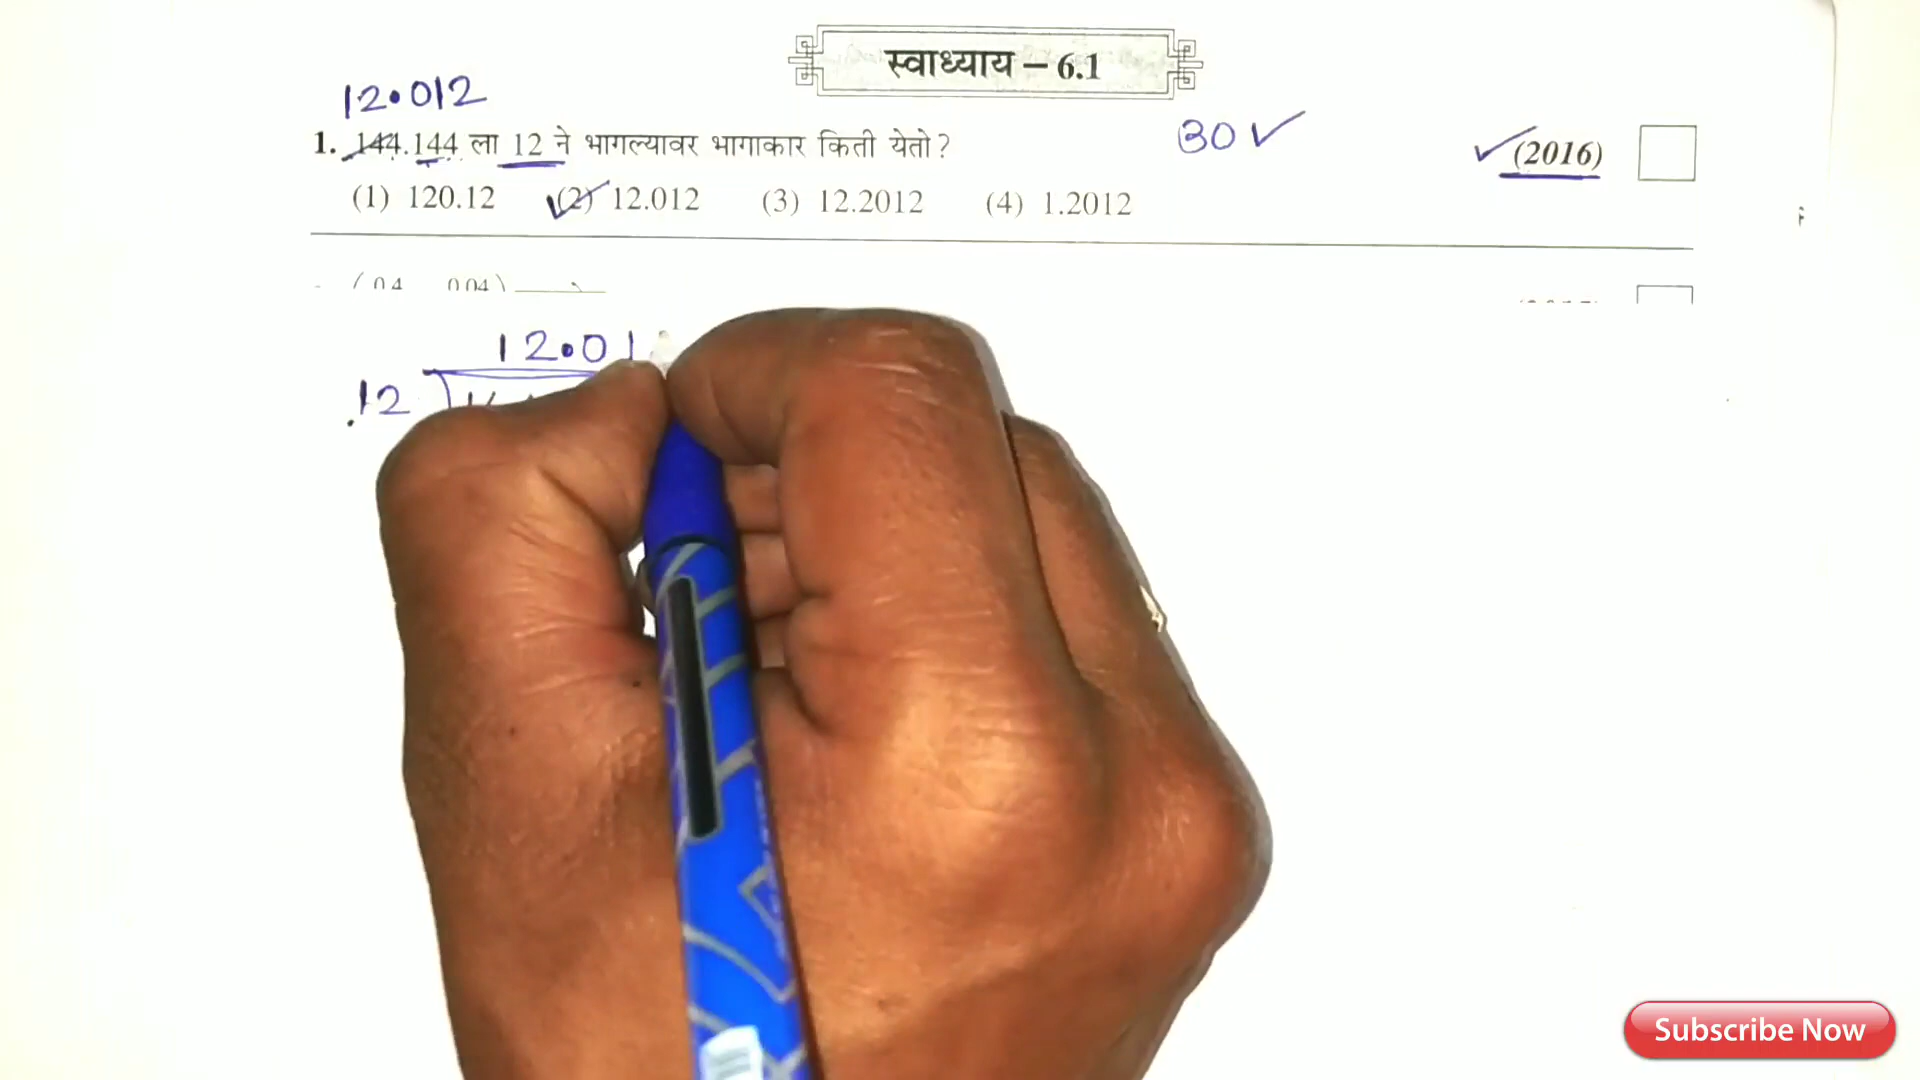 स्वाध्याय – 6.1
12.012
1. 144.144 ला 12 ने भागल्यावर भागाकार किती येतो ? 30 ✓ ✓ (2016)
(1) 120.12 (2) 12.012 (3) 12.2012 (4) 1.2012
12.01
12
Subscribe Now